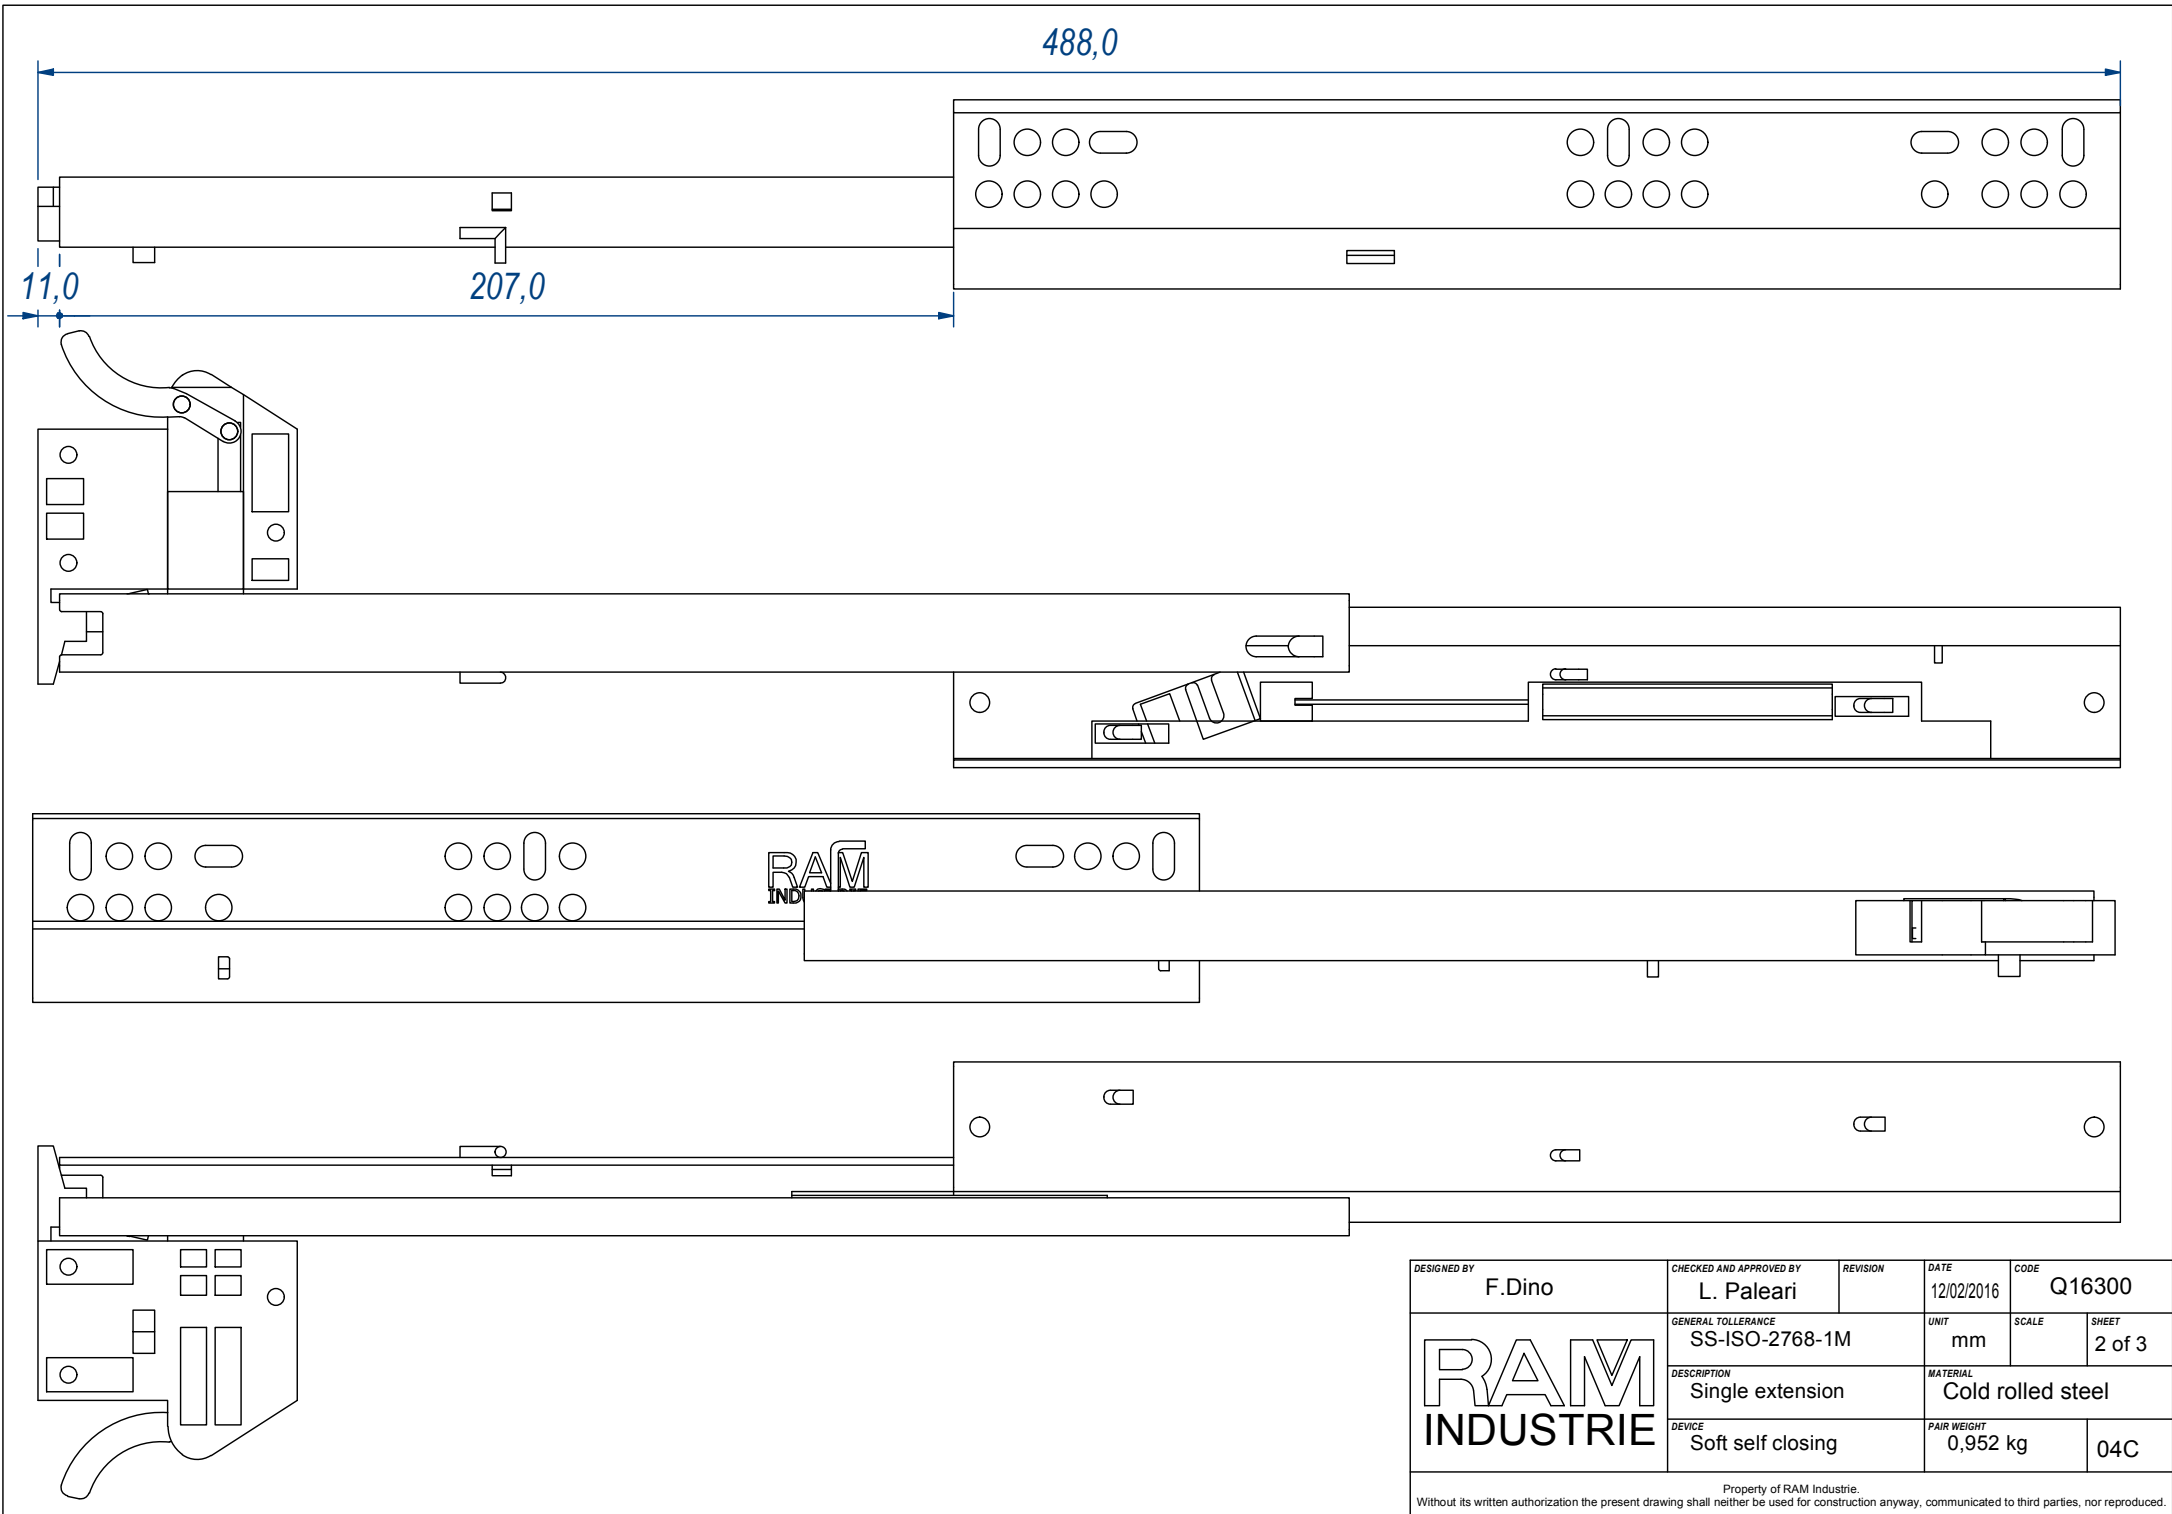 488,0
11,0
207,0
RAM
DESIGNED BY
F.Dino
CHECKED AND APPROVED BY
L. Paleari
REVISION
DATE
12/02/2016
CODE
Q16300
RAM
INDUSTRIE
GENERAL TOLLERANCE
SS-ISO-2768-1M
UNIT
mm
SCALE
SHEET
2 of 3
DESCRIPTION
Single extension
MATERIAL
Cold rolled steel
DEVICE
Soft self closing
PAIR WEIGHT
0,952 kg
04C
Property of RAM Industrie.
Without its written authorization the present drawing shall neither be used for construction anyway, communicated to third parties, nor reproduced.